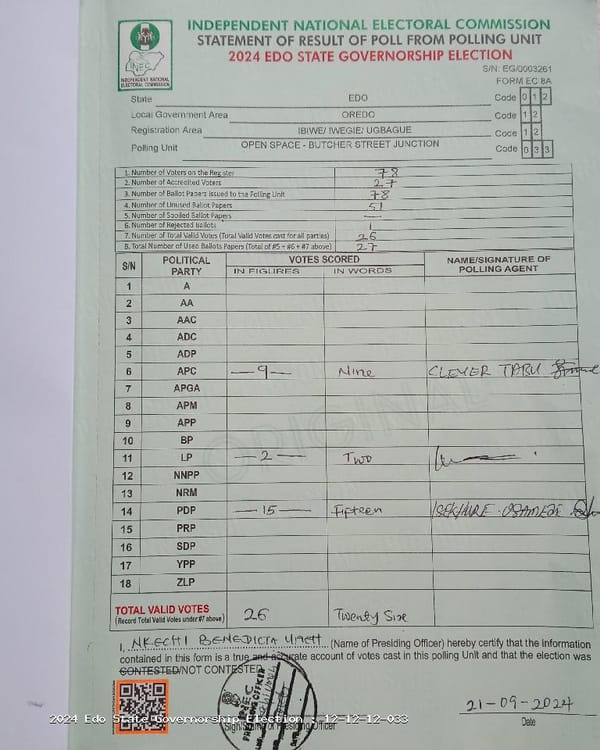 INDEPENDENT NATIONAL ELECTORAL COMMISSION
STATEMENT OF RESULT OF POLL FROM POLLING UNIT
2024 EDO STATE GOVERNORSHIP ELECTION
INEC
INDEPENDENT NATIONAL ELECTORAL COMMISSION
S/N: EG/0003261
FORM EC 8A
State EDO Code 0 1 2
Local Government Area OREDO Code 1 2
Registration Area IBIWE/ IWEGIE/ UGBAGUE Code 1 2
Polling Unit OPEN SPACE - BUTCHER STREET JUNCTION Code 0 3 3
1. Number of Voters on the Register 78
2. Number of Accredited Voters 27
3. Number of Ballot Papers issued to the Polling Unit 78
4. Number of Unused Ballot Papers 51
5. Number of Spoiled Ballot Papers —
6. Number of Rejected Ballots 1
7. Number of Total Valid Votes (Total Valid Votes cast for all parties) 26
8. Total Number of Used Ballots Papers (Total of #5 + #6 + #7 above) 27
S/N POLITICAL PARTY VOTES SCORED NAME/SIGNATURE OF POLLING AGENT
IN FIGURES IN WORDS
1 A
2 AA
3 AAC
4 ADC
5 ADP
6 APC —9— Nine CLEMER TABU
7 APGA
8 APM
9 APP
10 BP
11 LP —2— Two
12 NNPP
13 NRM
14 PDP —15— Fifteen
15 PRP
16 SDP
17 YPP
18 ZLP
ORIGINAL
TOTAL VALID VOTES 26 Twenty Six
(Record Total Valid Votes under #7 above)
I, NKECHI BENEDICTA (Name of Presiding Officer) hereby certify that the information
contained in this form is a true and accurate account of votes cast in this polling Unit and that the election was
CONTESTED/NOT CONTESTED
INEC
PRESIDING OFFICER
21-09-2024
2024 Edo State Governorship Election : 12-12-12-033
Date